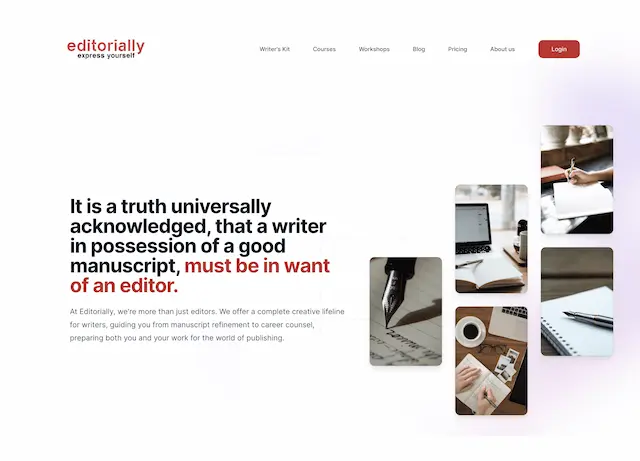 editorially
express yourself
Writer's Kit
Courses
Workshops
Blog
Pricing
About us
Login
It is a truth universally
acknowledged, that a writer
in possession of a good
manuscript, must be in want
of an editor.
At Editorially, we're more than just editors. We offer a complete creative lifeline
for writers, guiding you from manuscript refinement to career counsel,
preparing both you and your work for the world of publishing.